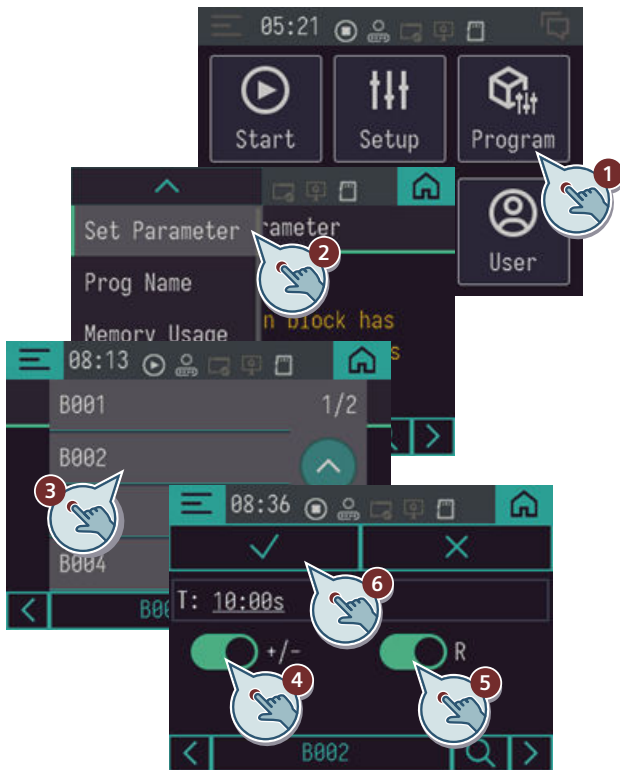 05:21
Start
Setup
Program
1
User
Set Parameter
rameter
2
Prog Name
Memory Usage
n block has
s
08:13
B001
1/2
B002
3
B004
B00
08:36
6
T: 10:00s
+/-
R
4
5
B002